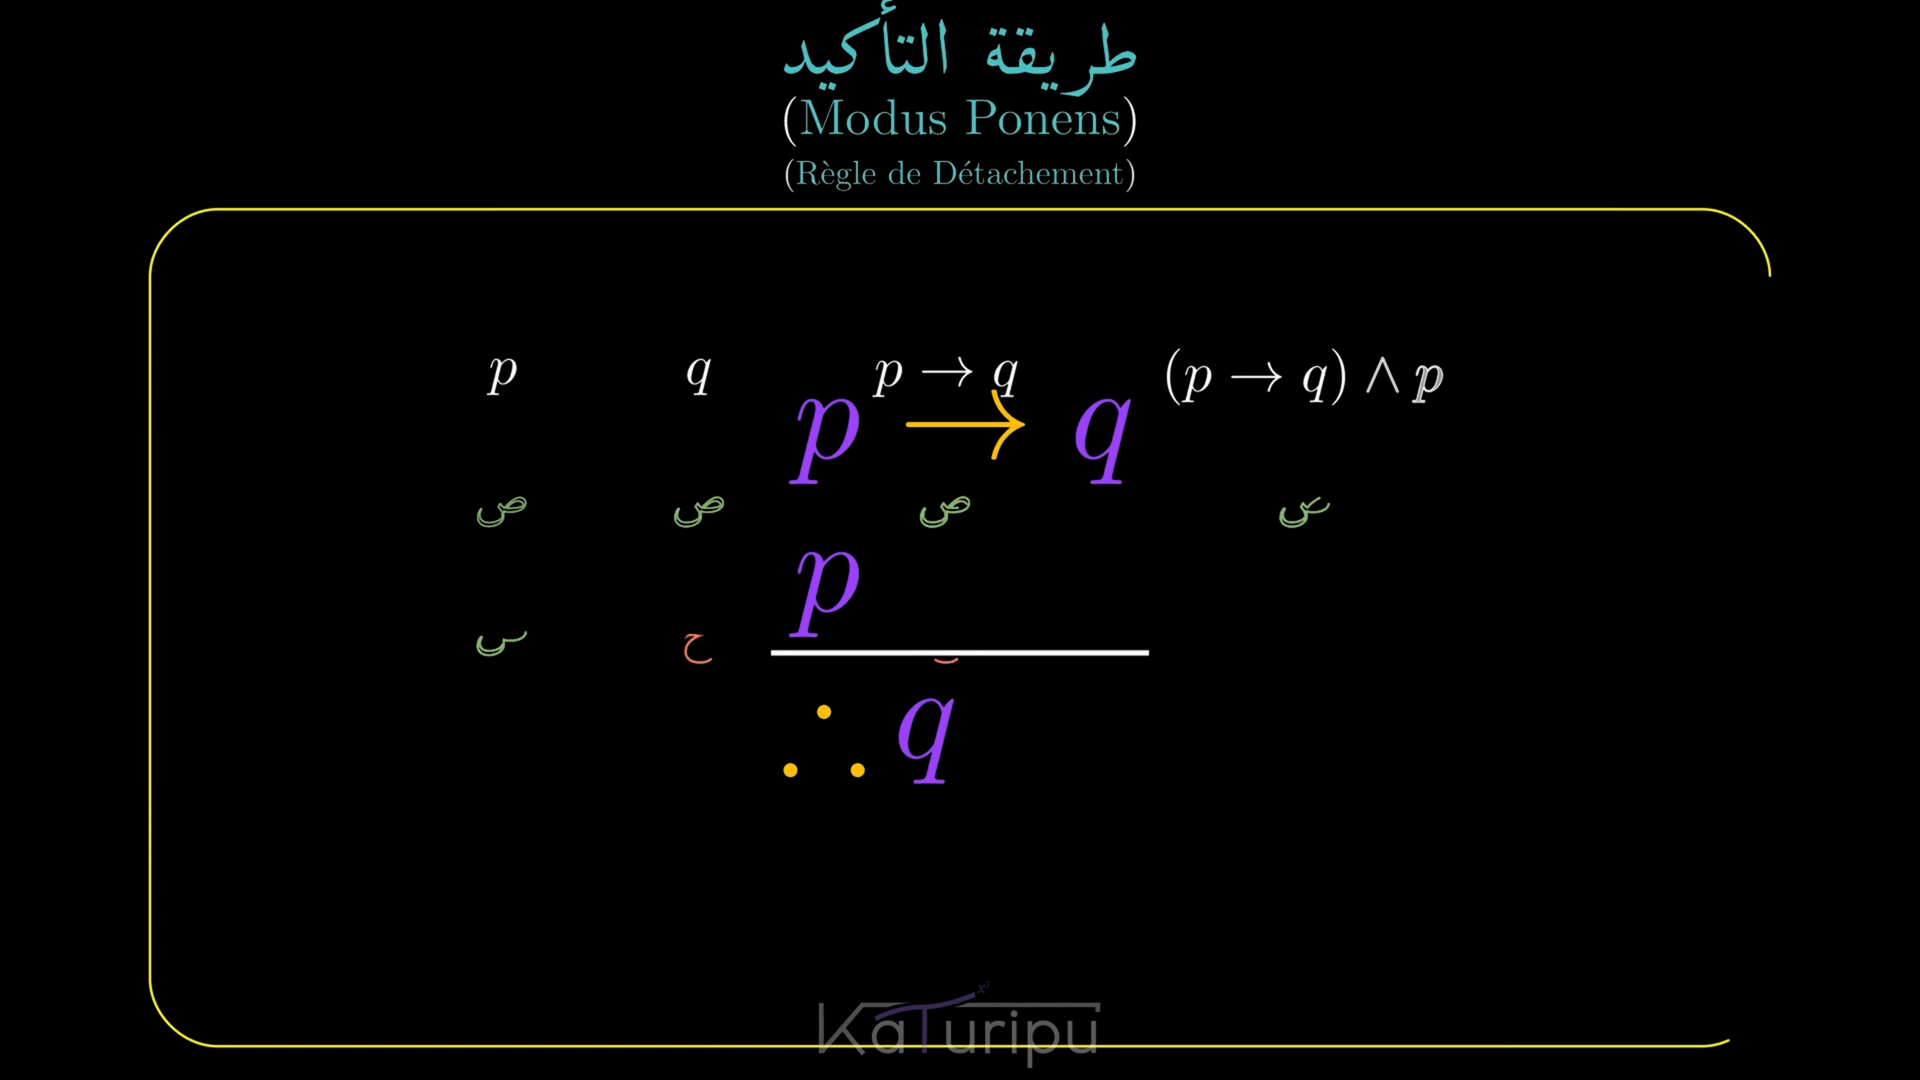 طريقة التأكيد
(Modus Ponens)
(Règle de Détachement)
p q p → q (p → q) ∧ p
p → q
ص ص ص
p
ح
∴ q
KaTuripu